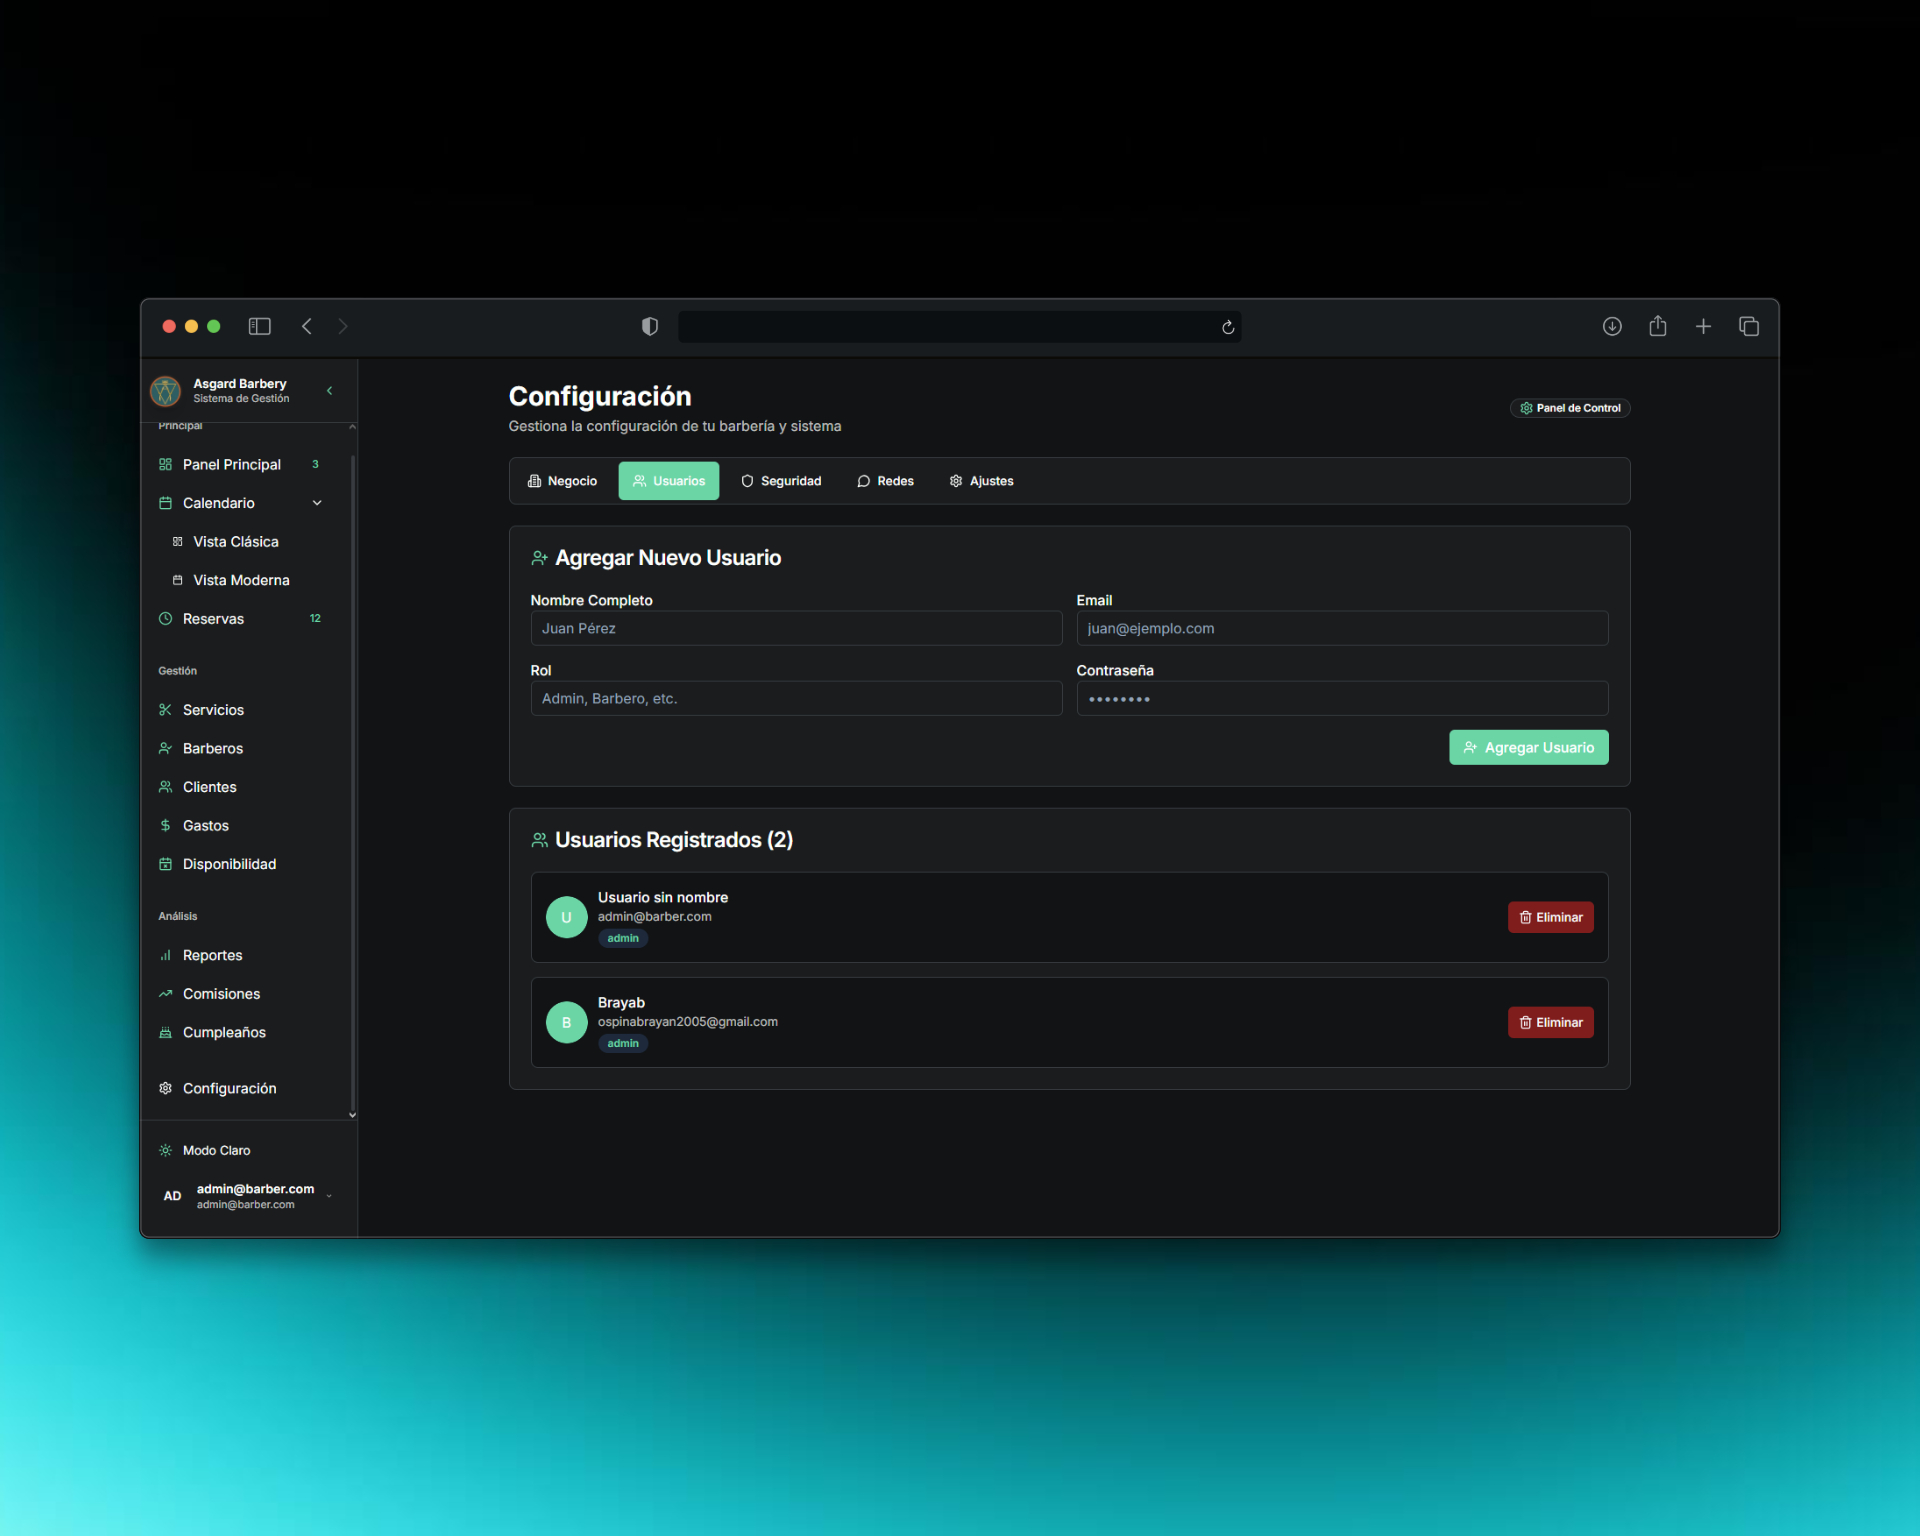 Asgard Barbery
Sistema de Gestión
Principal
Panel Principal 3
Calendario
Vista Clásica
Vista Moderna
Reservas 12
Gestión
Servicios
Barberos
Clientes
Gastos
Disponibilidad
Análisis
Reportes
Comisiones
Cumpleaños
Configuración
Modo Claro
AD
admin@barber.com
admin@barber.com
Configuración
Gestiona la configuración de tu barbería y sistema
Panel de Control
Negocio Usuarios Seguridad Redes Ajustes
Agregar Nuevo Usuario
Nombre Completo Email
Juan Pérez juan@ejemplo.com
Rol Contraseña
Admin, Barbero, etc. ••••••••
Agregar Usuario
Usuarios Registrados (2)
U
Usuario sin nombre
admin@barber.com
admin
Eliminar
B
Brayab
ospinabrayan2005@gmail.com
admin
Eliminar